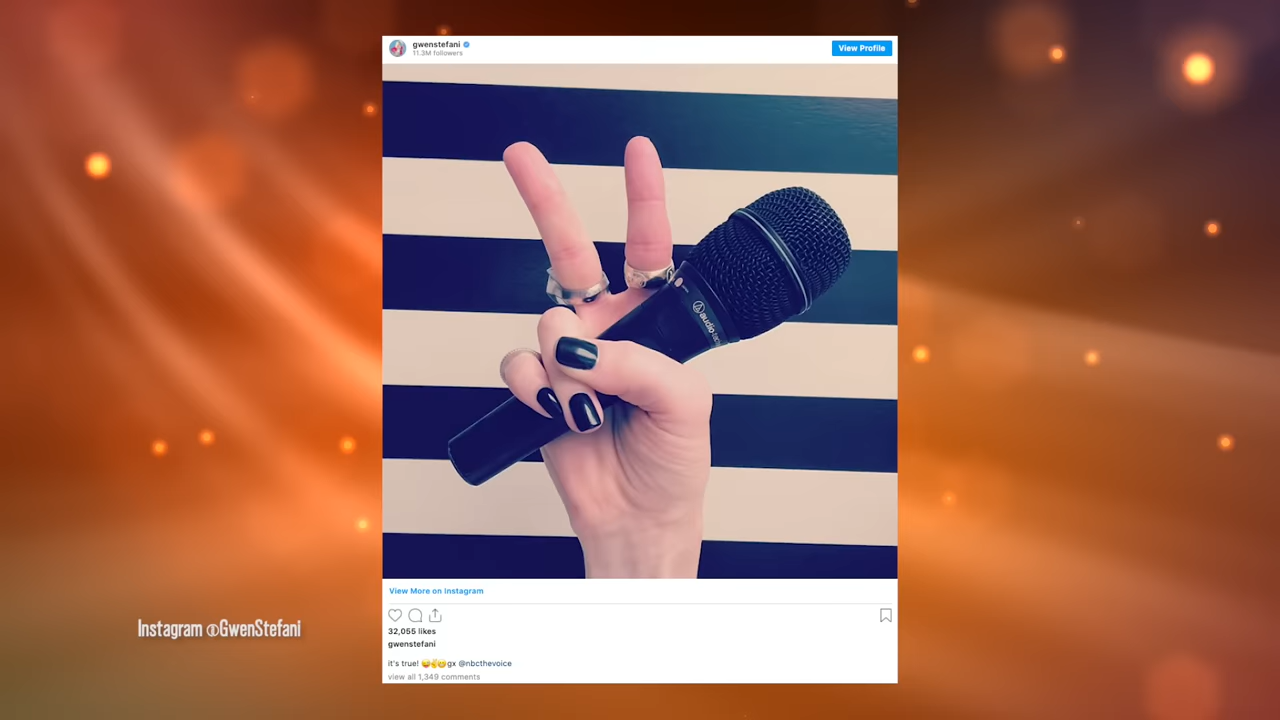 gwenstefani
11.3M followers
View Profile
audio-tec
View More on Instagram
32,055 likes
gwenstefani
it's true! 😄✌️😊gx @nbcthevoice
view all 1,349 comments
Instagram @GwenStefani